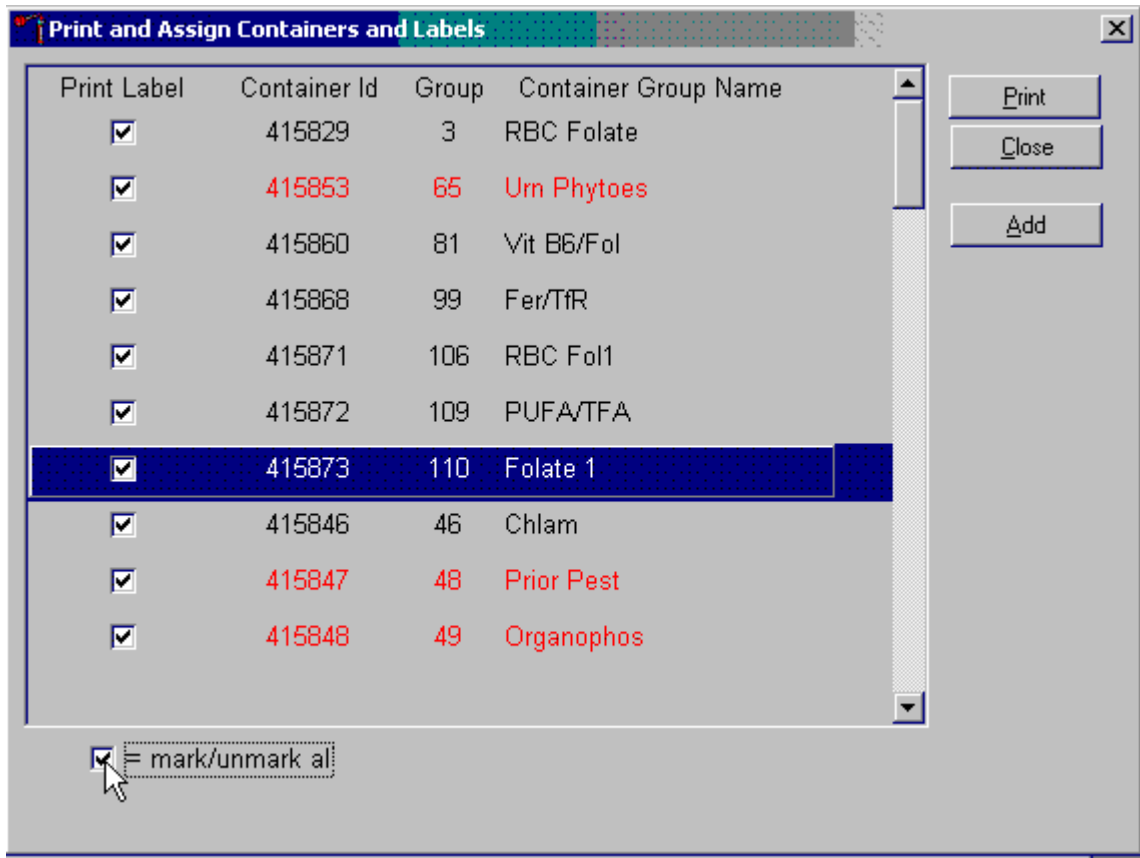 Print and Assign Containers and Labels
Print Label Container Id Group Container Group Name
415829 3 RBC Folate
415853 65 Urn Phytoes
415860 81 Vit B6/Fol
415868 99 Fer/TfR
415871 106 RBC Fol1
415872 109 PUFA/TFA
415873 110 Folate 1
415846 46 Chlam
415847 48 Prior Pest
415848 49 Organophos
= mark/unmark al
Print
Close
Add